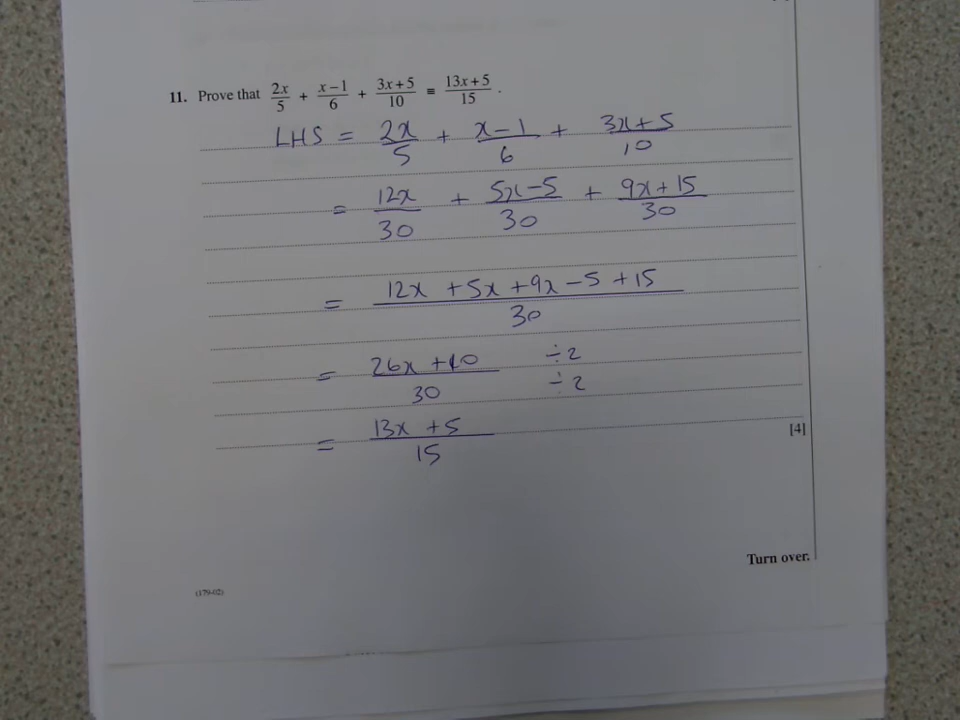 11. Prove that 2x/5 + x−1/6 + 3x+5/10 ≡ 13x+5/15 .
LHS = 2x/5 + x−1/6 + 3x+5/10
= 12x/30 + 5x−5/30 + 9x+15/30
= 12x +5x +9x −5 +15/30
= 26x +10/30 ÷2 ÷2
= 13x +5/15
[4]
Turn over.
(179-02)